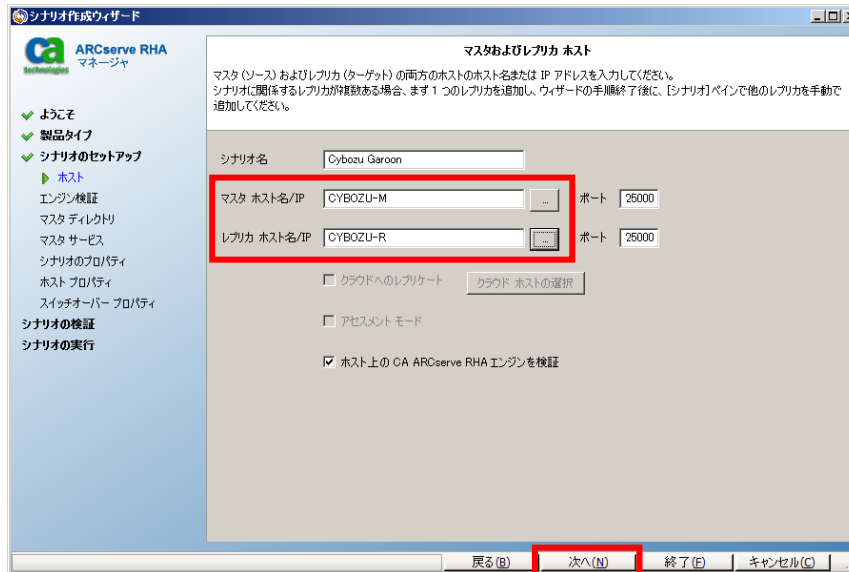 シナリオ作成ウィザード
ca
technologies
ARCserve RHA
マネージャ
ようこそ
製品タイプ
シナリオのセットアップ
ホスト
エンジン検証
マスタ ディレクトリ
マスタ サービス
シナリオのプロパティ
ホスト プロパティ
スイッチオーバー プロパティ
シナリオの検証
シナリオの実行
マスタおよびレプリカ ホスト
マスタ (ソース) およびレプリカ (ターゲット) の両方のホストのホスト名または IP アドレスを入力してください。
シナリオに関係するレプリカが複数ある場合、まず 1 つのレプリカを追加し、ウィザードの手順終了後に、[シナリオ] ペインで他のレプリカを手動で
追加してください。
シナリオ名 Cybozu Garoon
マスタ ホスト名/IP CYBOZU-M ... ポート 25000
レプリカ ホスト名/IP CYBOZU-R ... ポート 25000
クラウドへのレプリケート クラウド ホストの選択
アセスメント モード
ホスト上の CA ARCserve RHA エンジンを検証
戻る(B) 次へ(N) 終了(F) キャンセル(C)